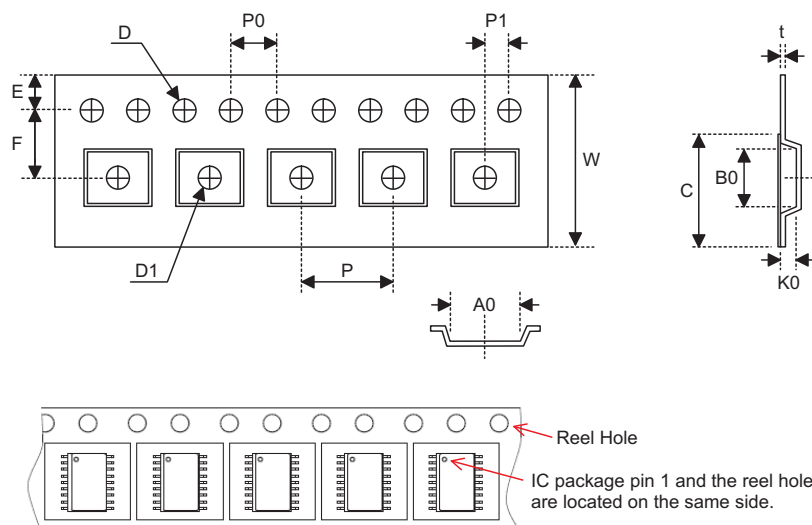 D
P0
P1
t
E
F
W
C
B0
D1
P
K0
A0
Reel Hole
IC package pin 1 and the reel hole
are located on the same side.